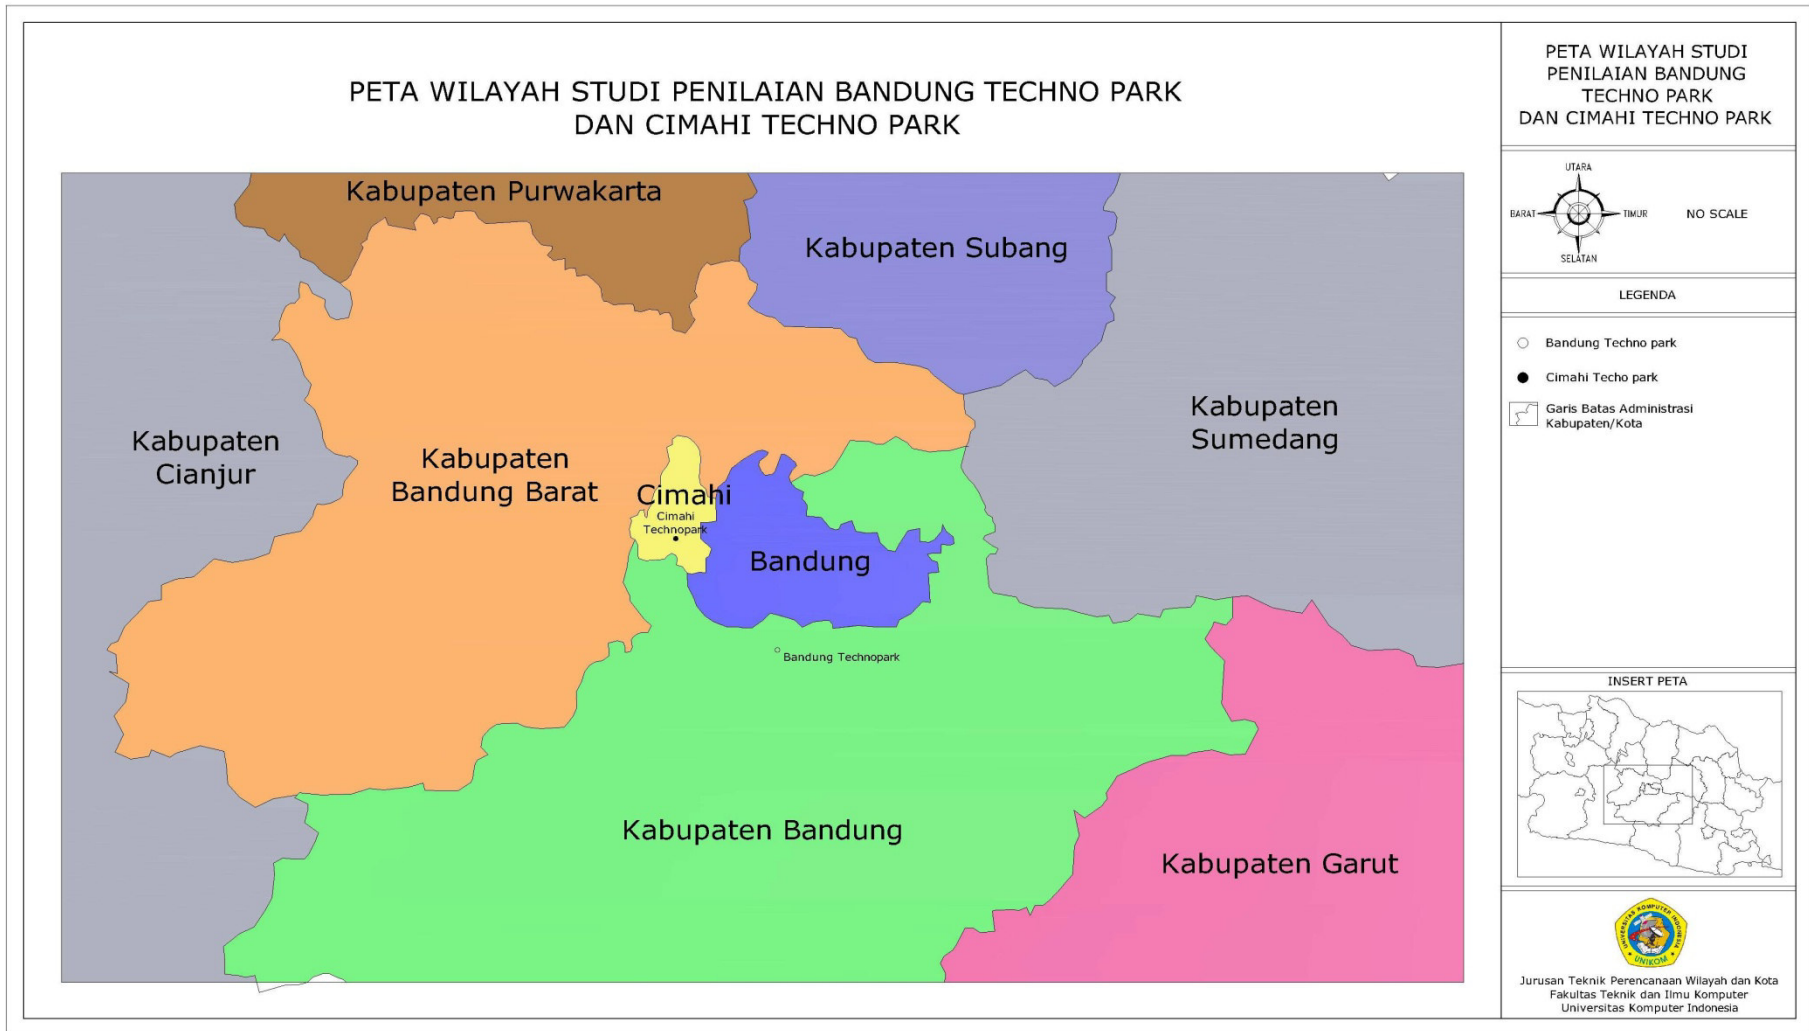 PETA WILAYAH STUDI PENILAIAN BANDUNG TECHNO PARK
DAN CIMAHI TECHNO PARK
Kabupaten Purwakarta
Kabupaten Subang
Kabupaten
Sumedang
Kabupaten
Cianjur
Kabupaten
Bandung Barat
Cimahi
Cimahi
Technopark
Bandung
Bandung Technopark
Kabupaten Bandung
Kabupaten Garut
PETA WILAYAH STUDI
PENILAIAN BANDUNG
TECHNO PARK
DAN CIMAHI TECHNO PARK
UTARA
BARAT
TIMUR
SELATAN
NO SCALE
LEGENDA
Bandung Techno park
Cimahi Techo park
Garis Batas Administrasi
Kabupaten/Kota
INSERT PETA
UNIVERSITAS KOMPUTER INDONESIA
UNIKOM
Jurusan Teknik Perencanaan Wilayah dan Kota
Fakultas Teknik dan Ilmu Komputer
Universitas Komputer Indonesia